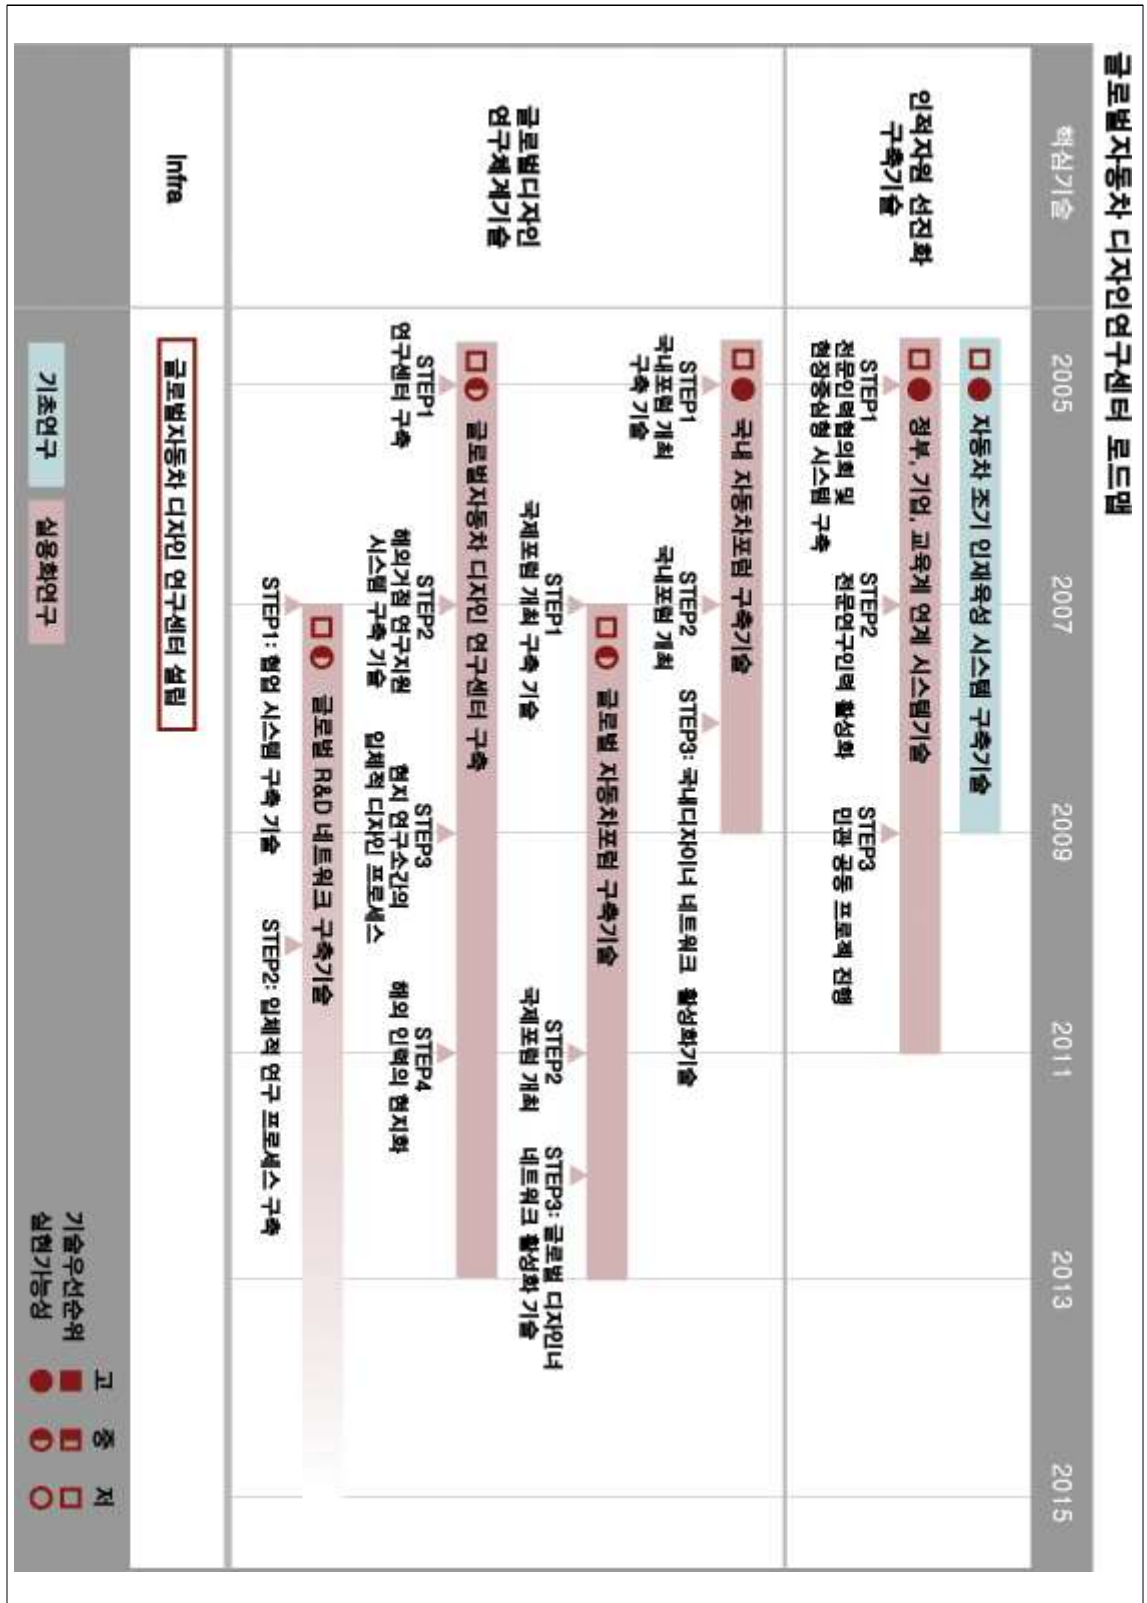 글로벌자동차 디자인연구센터 로드맵
핵심기술
2005
2007
2009
2011
2013
2015
인적자원 선진화
구축기술
자동차 조기 인재육성 시스템 구축기술
정부, 기업, 교육계 연계 시스템기술
STEP1
전문인력협의회 및
현장중심형 시스템 구축
STEP2
전문연구인력 활성화
STEP3
민관 공동 프로젝 진행
글로벌디자인
연구체계기술
국내 자동차포럼 구축기술
STEP1
국내포럼 개최
구축 기술
STEP2
국내포럼 개최
STEP3: 국내디자이너 네트워크 활성화기술
글로벌 자동차포럼 구축기술
STEP1
국제포럼 개최 구축 기술
STEP2
국제포럼 개최
STEP3: 글로벌 디자인너
네트워크 활성화 기술
글로벌자동차 디자인 연구센터 구축
STEP1
연구센터 구축
STEP2
해외거점 연구지원
시스템 구축 기술
STEP3
현지 연구소간의
입체적 디자인 프로세스
STEP4
해외 인력의 현지화
글로벌 R&D 네트워크 구축기술
STEP1: 협업 시스템 구축 기술
STEP2: 입체적 연구 프로세스 구축
Infra
글로벌자동차 디자인 연구센터 설립
기초연구
실용화연구
고
중
저
기술우선순위
실현가능성